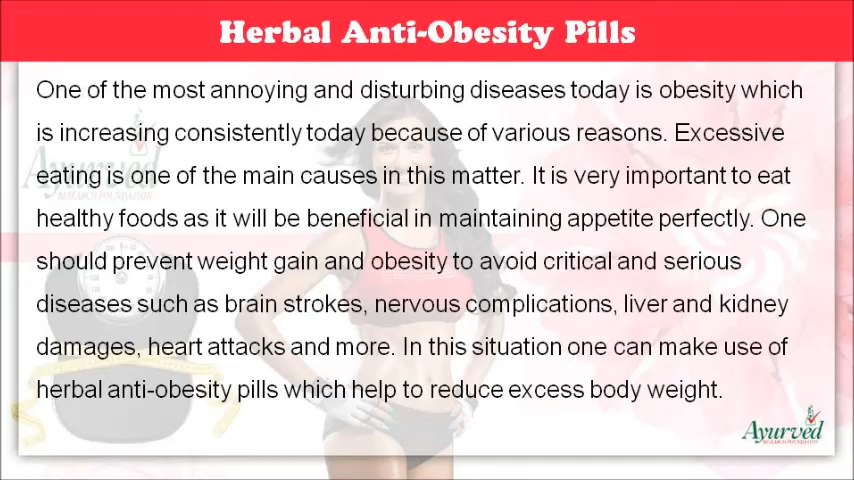 Herbal Anti-Obesity Pills
One of the most annoying and disturbing diseases today is obesity which
is increasing consistently today because of various reasons. Excessive
eating is one of the main causes in this matter. It is very important to eat
healthy foods as it will be beneficial in maintaining appetite perfectly. One
should prevent weight gain and obesity to avoid critical and serious
diseases such as brain strokes, nervous complications, liver and kidney
damages, heart attacks and more. In this situation one can make use of
herbal anti-obesity pills which help to reduce excess body weight.
Ayurved
RESEARCH FOUNDATION
Ayurved
RESEARCH FOUNDATION